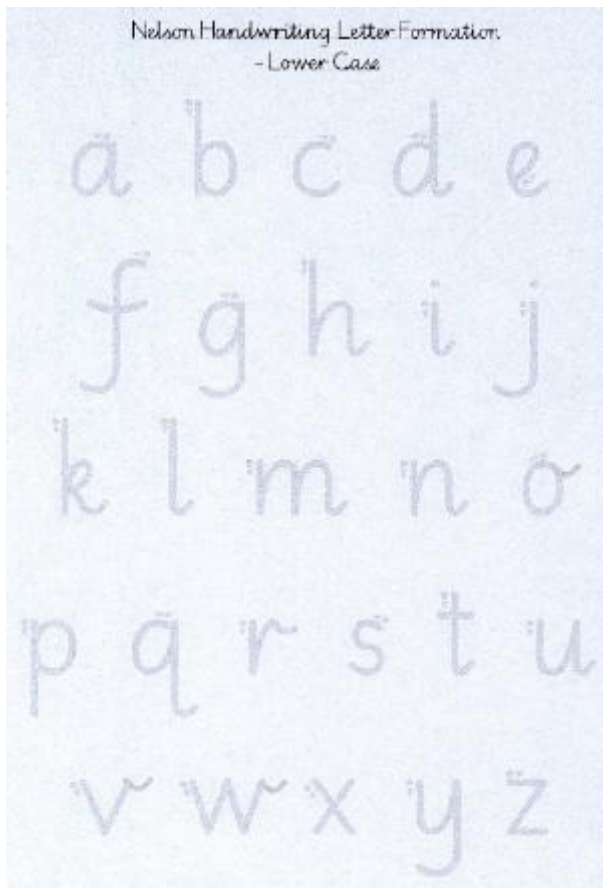 Nelson Handwriting Letter Formation
- Lower Case
a b c d e
f g h i j
k l m n o
p q r s t u
v w x y z